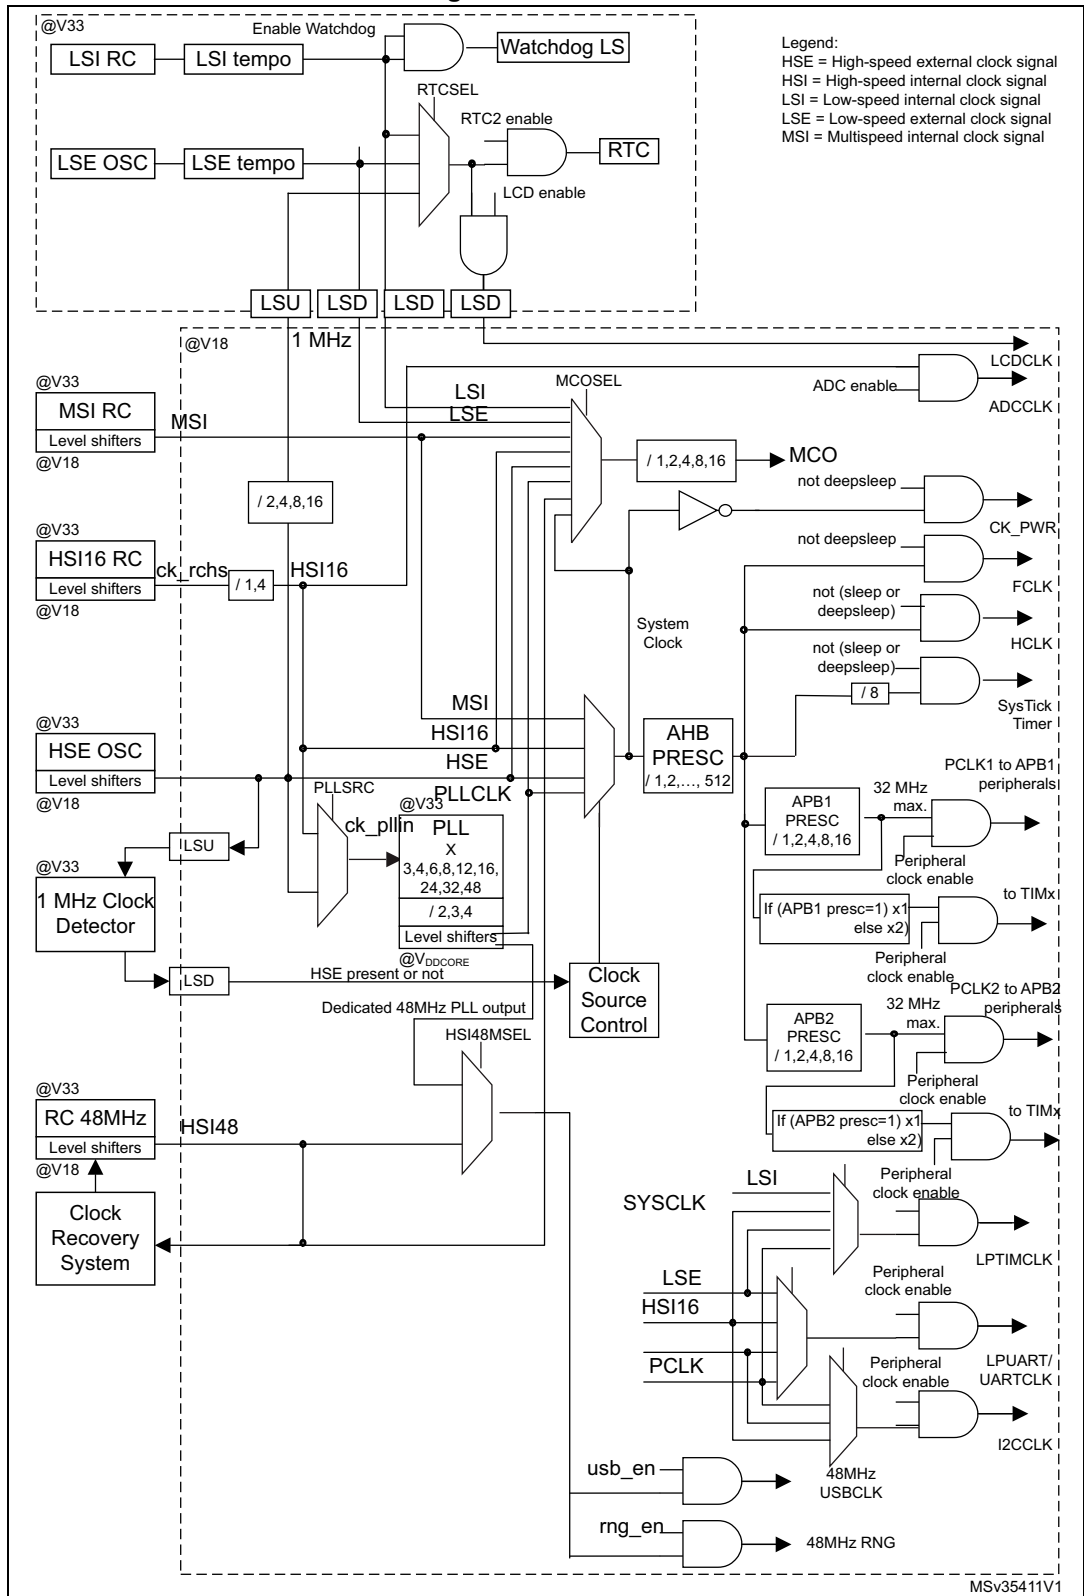 @V33
Enable Watchdog
LSI RC
LSI tempo
Watchdog LS
Legend:
HSE = High-speed external clock signal
HSI = High-speed internal clock signal
LSI = Low-speed internal clock signal
LSE = Low-speed external clock signal
MSI = Multispeed internal clock signal
RTCSEL
RTC2 enable
LSE OSC
LSE tempo
RTC
LCD enable
LSU
LSD
LSD
LSD
@V18
1 MHz
LCDCLK
@V33
MSI RC
Level shifters
@V18
MSI
LSI
LSE
MCOSEL
ADC enable
ADCCLK
/ 1,2,4,8,16
MCO
/ 2,4,8,16
not deepsleep
CK_PWR
@V33
HSI16 RC
Level shifters
@V18
ck_rchs
/ 1,4
HSI16
not deepsleep
FCLK
not (sleep or
deepsleep)
HCLK
System
Clock
not (sleep or
deepsleep)
/ 8
SysTick
Timer
MSI
HSI16
HSE
PLLCLK
@V33
HSE OSC
Level shifters
@V18
AHB
PRESC
/ 1,2,..., 512
PCLK1 to APB1
peripherals
32 MHz
max.
APB1
PRESC
/ 1,2,4,8,16
Peripheral
clock enable
PLLSRC
ck_pllin
@V33
PLL
X
3,4,6,8,12,16,
24,32,48
/ 2,3,4
Level shifters
@VDDCORE
LSU
@V33
1 MHz Clock
Detector
LSD
HSE present or not
Clock
Source
Control
If (APB1 presc=1) x1
else x2)
to TIMx
Peripheral
clock enable
PCLK2 to APB2
peripherals
32 MHz
max.
APB2
PRESC
/ 1,2,4,8,16
Peripheral
clock enable
Dedicated 48MHz PLL output
HSI48MSEL
@V33
RC 48MHz
Level shifters
@V18
HSI48
to TIMx
If (APB2 presc=1) x1
else x2)
Peripheral
clock enable
Clock
Recovery
System
LSI
SYSCLK
LPTIMCLK
LSE
HSI16
PCLK
Peripheral
clock enable
LPUART/
UARTCLK
Peripheral
clock enable
I2CCLK
usb_en
48MHz
USBCLK
rng_en
48MHz RNG
MSv35411V1